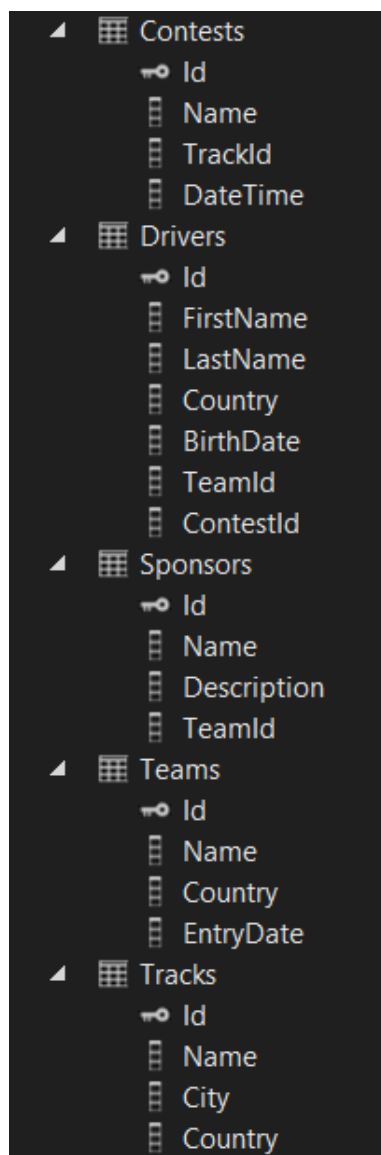 Contests
Id
Name
TrackId
DateTime
Drivers
Id
FirstName
LastName
Country
BirthDate
TeamId
ContestId
Sponsors
Id
Name
Description
TeamId
Teams
Id
Name
Country
EntryDate
Tracks
Id
Name
City
Country